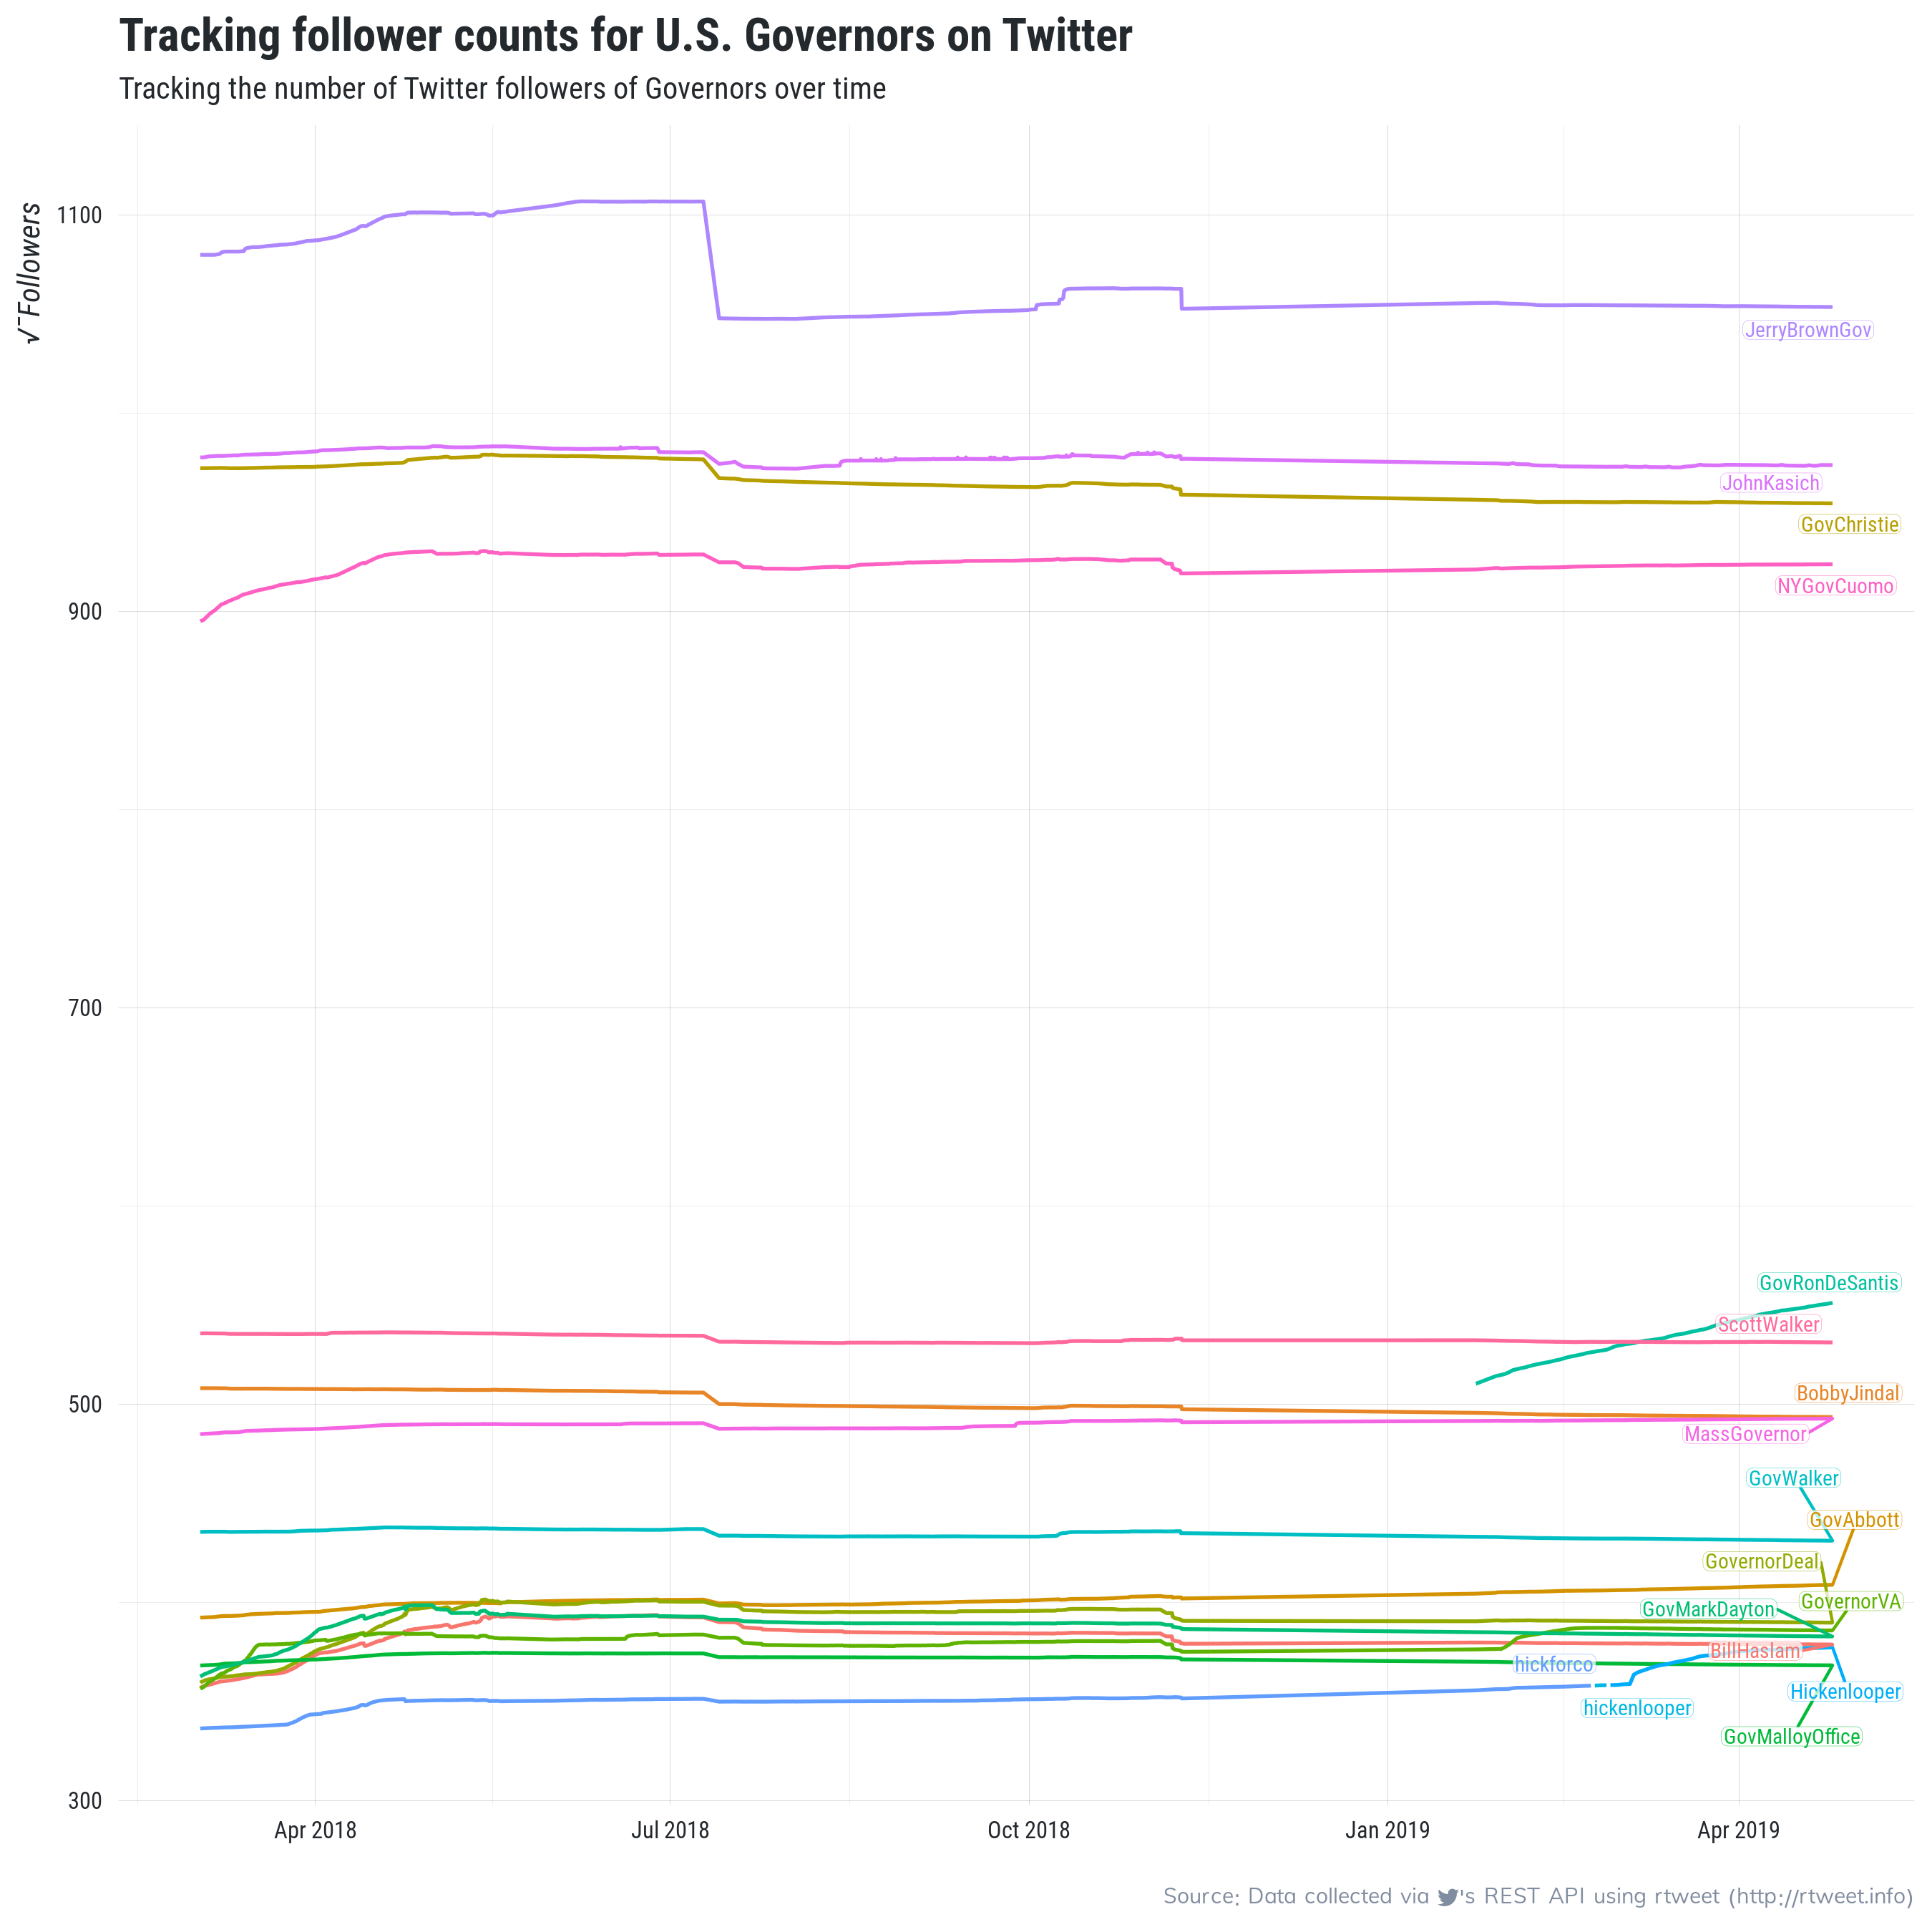 Tracking follower counts for U.S. Governors on Twitter
Tracking the number of Twitter followers of Governors over time
√¯Followers
1100
900
700
500
300
JerryBrownGov
JohnKasich
GovChristie
NYGovCuomo
GovRonDeSantis
ScottWalker
BobbyJindal
MassGovernor
GovWalker
GovAbbott
GovernorDeal
GovernorVA
GovMarkDayton
BillHaslam
hickforco
Hickenlooper
hickenlooper
GovMalloyOffice
Apr 2018
Jul 2018
Oct 2018
Jan 2019
Apr 2019
Source: Data collected via 's REST API using rtweet (http://rtweet.info)